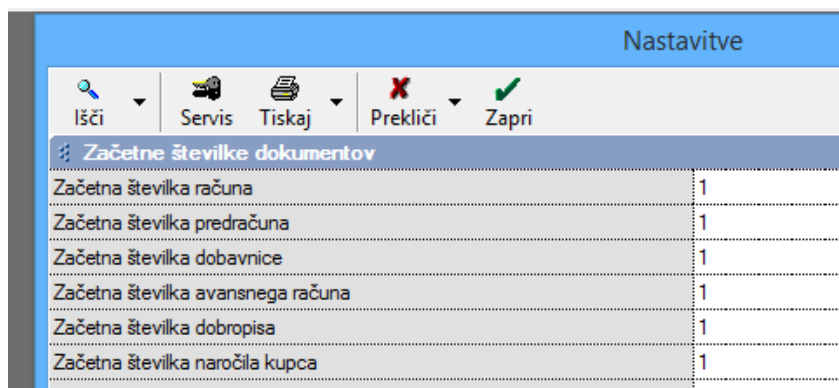 Nastavitve
Išči Servis Tiskaj Prekliči Zapri
Začetne številke dokumentov
Začetna številka računa 1
Začetna številka predračuna 1
Začetna številka dobavnice 1
Začetna številka avansnega računa 1
Začetna številka dobropisa 1
Začetna številka naročila kupca 1